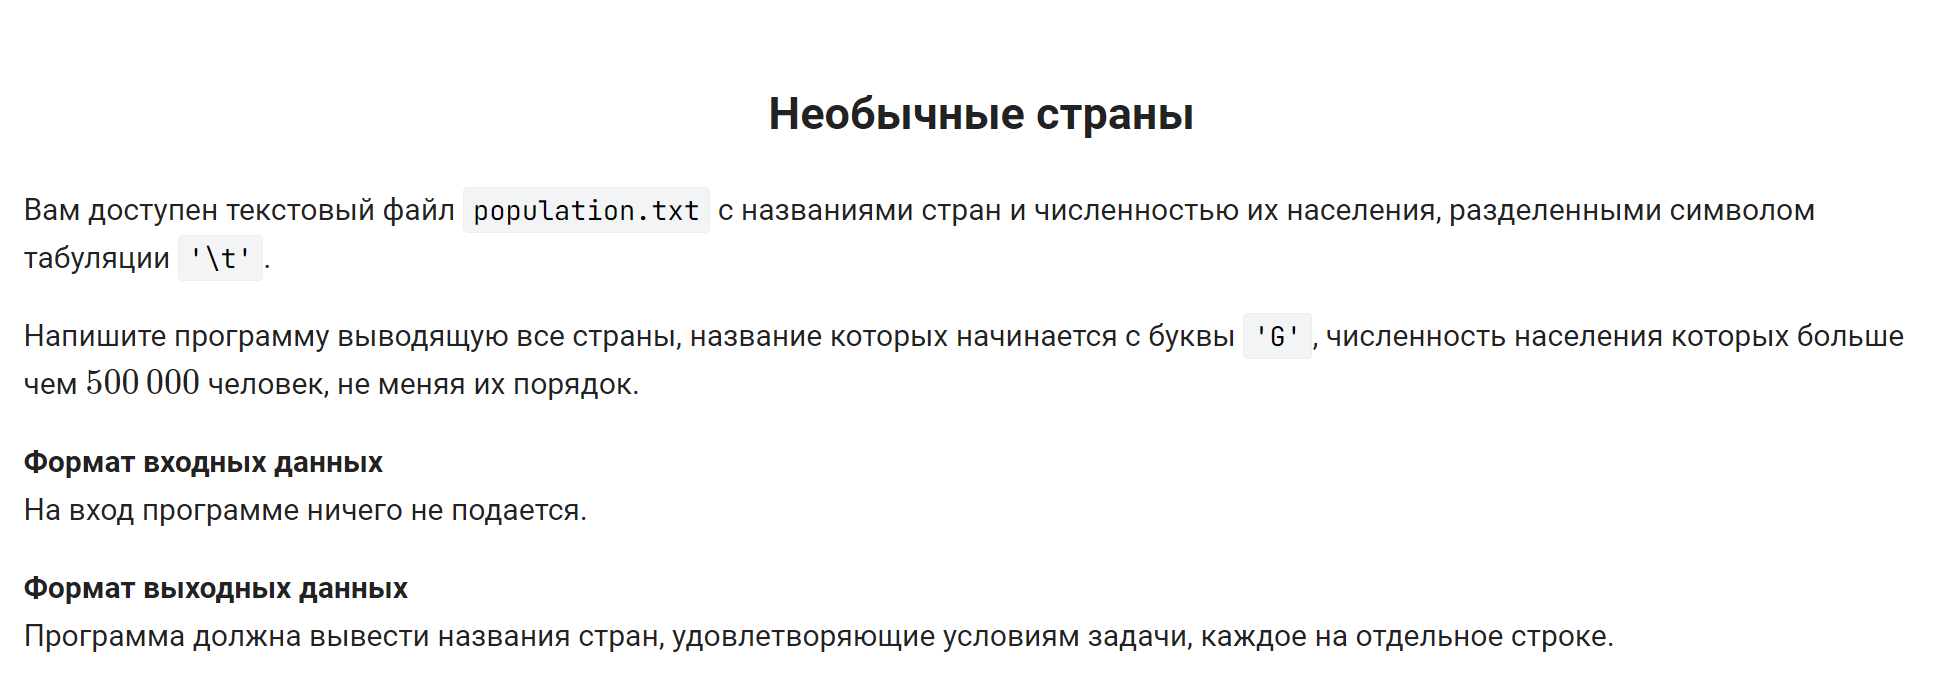 Необычные страны
Вам доступен текстовый файл population.txt с названиями стран и численностью их населения, разделенными символом
табуляции '\t'.
Напишите программу выводящую все страны, название которых начинается с буквы 'G', численность населения которых больше
чем 500 000 человек, не меняя их порядок.
Формат входных данных
На вход программе ничего не подается.
Формат выходных данных
Программа должна вывести названия стран, удовлетворяющие условиям задачи, каждое на отдельное строке.